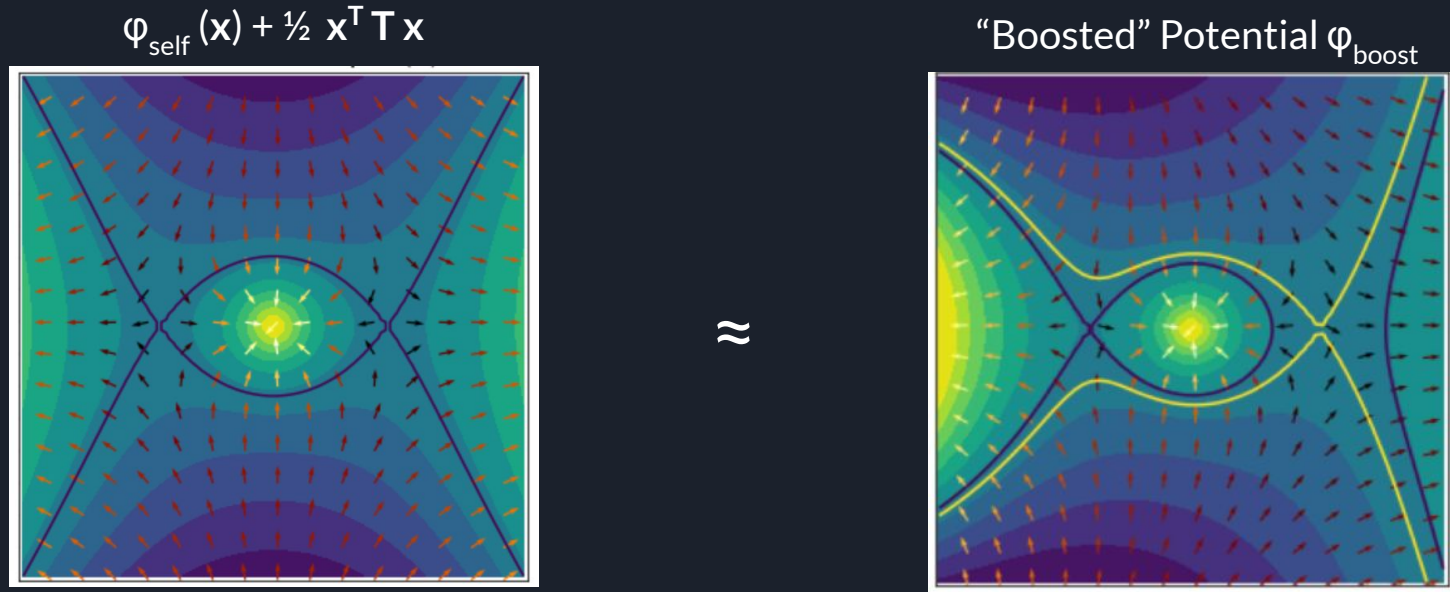 φself (x) + ½ xᵀ T x
“Boosted” Potential φboost
≈